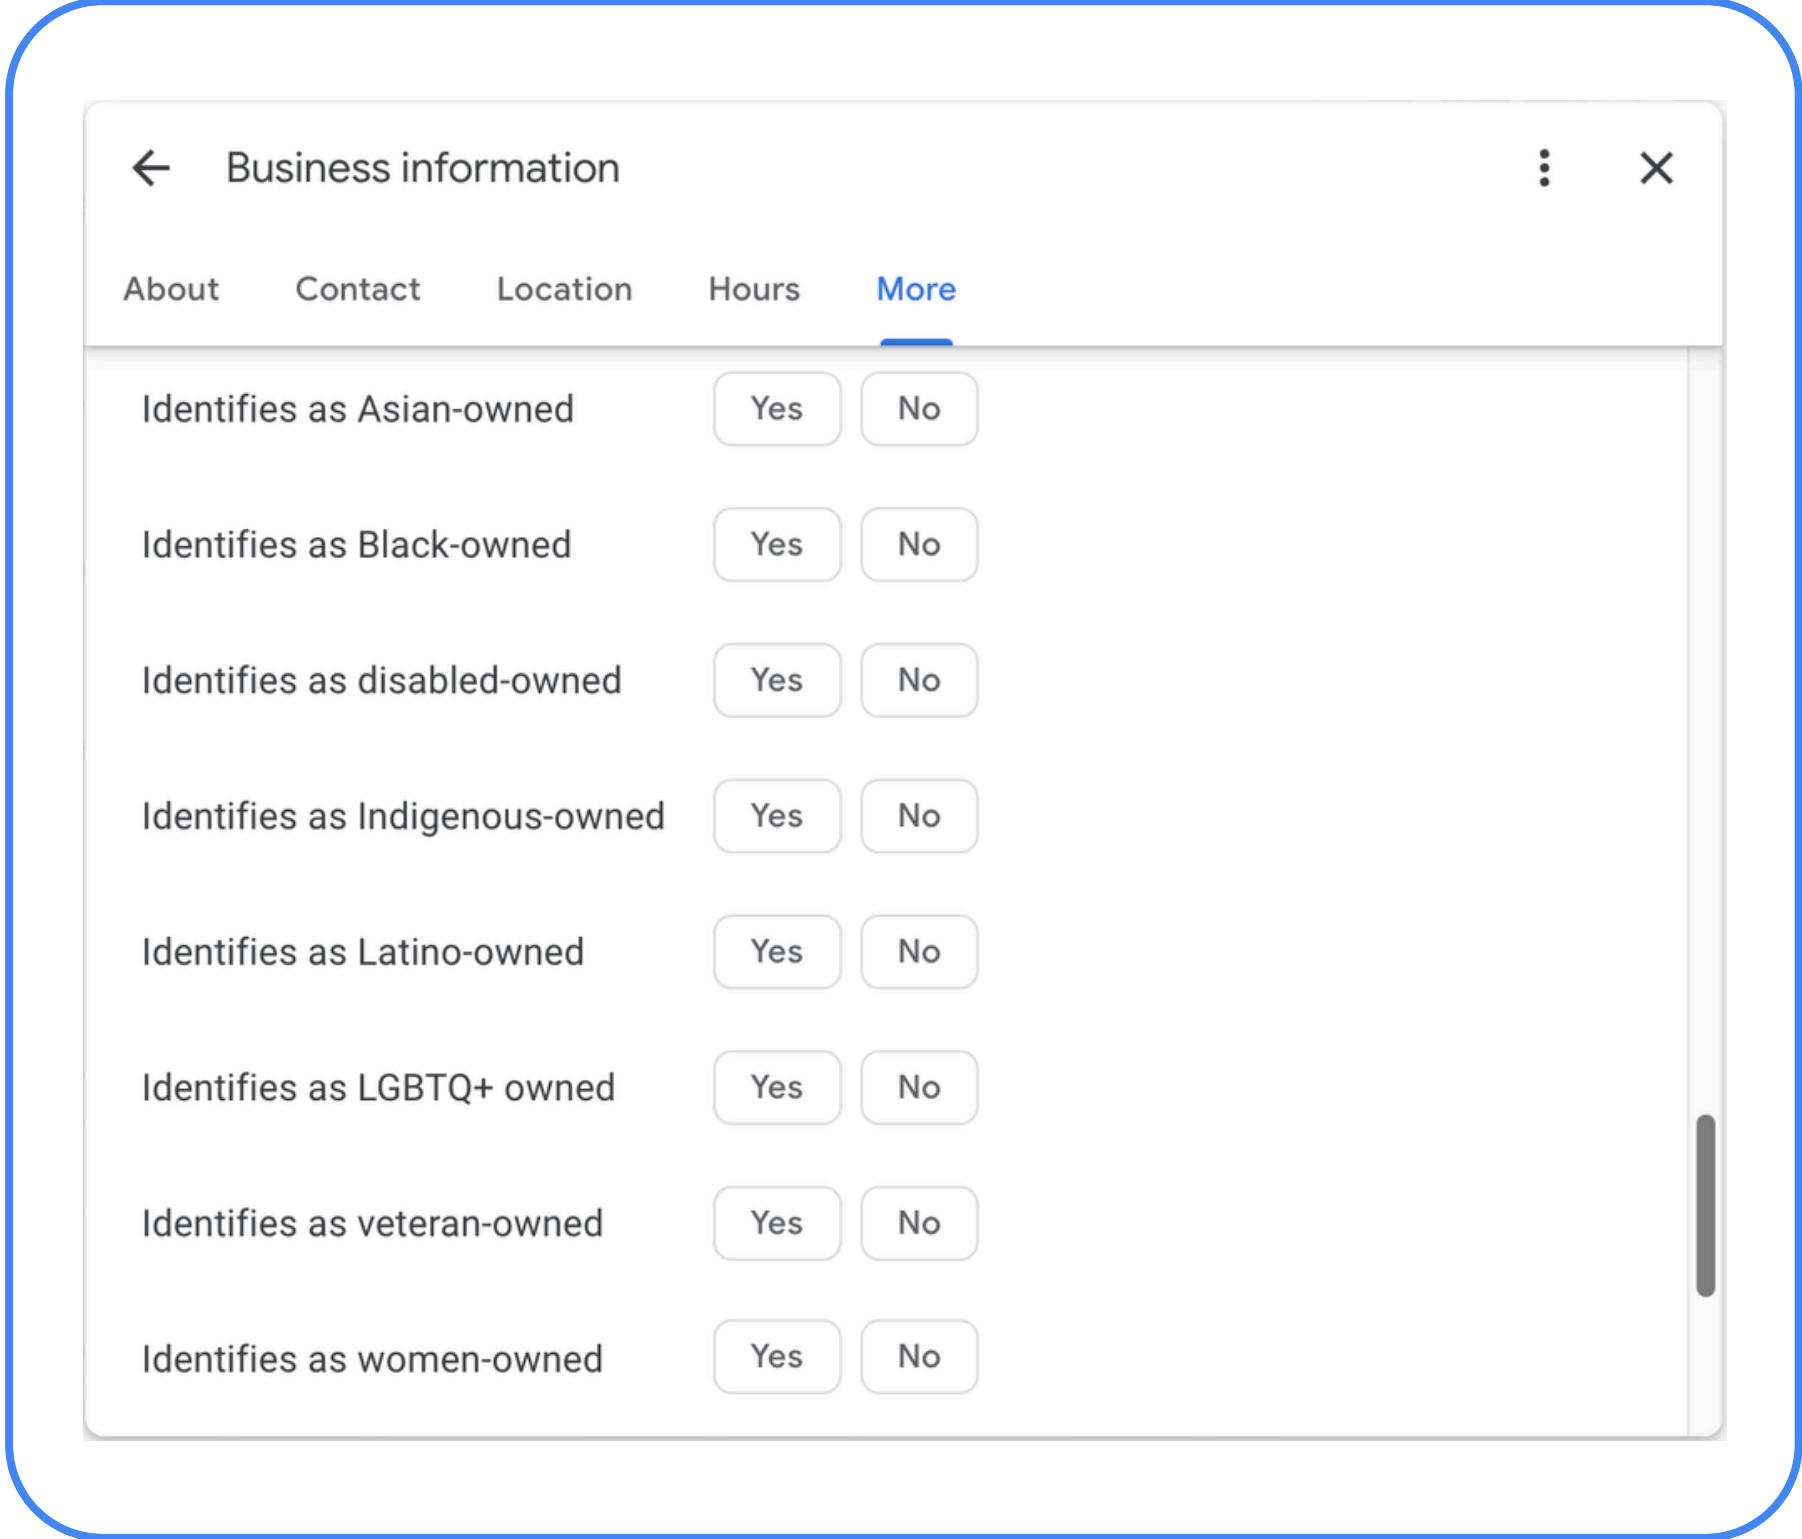 Business information
About Contact Location Hours More
Identifies as Asian-owned Yes No
Identifies as Black-owned Yes No
Identifies as disabled-owned Yes No
Identifies as Indigenous-owned Yes No
Identifies as Latino-owned Yes No
Identifies as LGBTQ+ owned Yes No
Identifies as veteran-owned Yes No
Identifies as women-owned Yes No